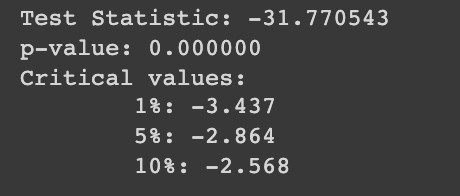 Test Statistic: -31.770543
p-value: 0.000000
Critical values:
1%: -3.437
5%: -2.864
10%: -2.568